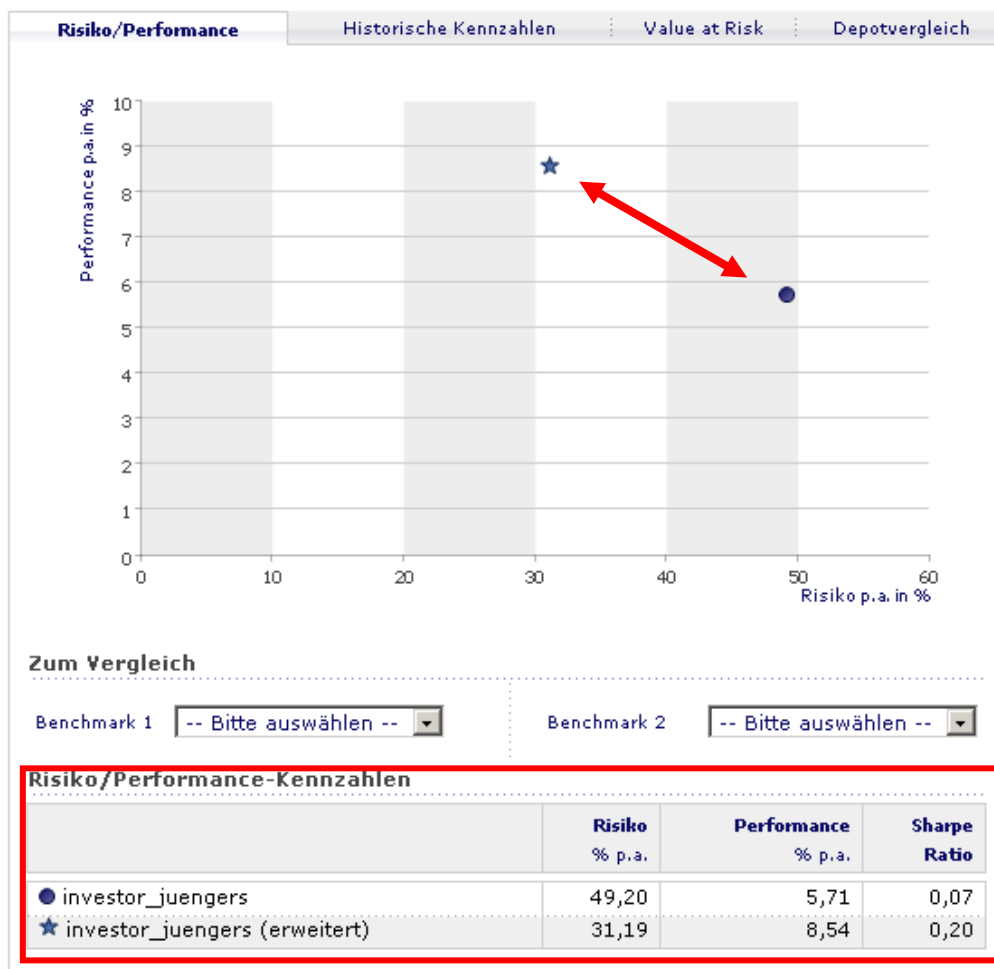 Risiko/Performance Historische Kennzahlen Value at Risk Depotvergleich
Performance p.a. in %
10
9
8
7
6
5
4
3
2
1
0
0 10 20 30 40 50 60
Risiko p.a. in %
Zum Vergleich
Benchmark 1 -- Bitte auswählen -- Benchmark 2 -- Bitte auswählen --
Risiko/Performance-Kennzahlen
Risiko Performance Sharpe
% p.a. % p.a. Ratio
investor_juengers 49,20 5,71 0,07
investor_juengers (erweitert) 31,19 8,54 0,20